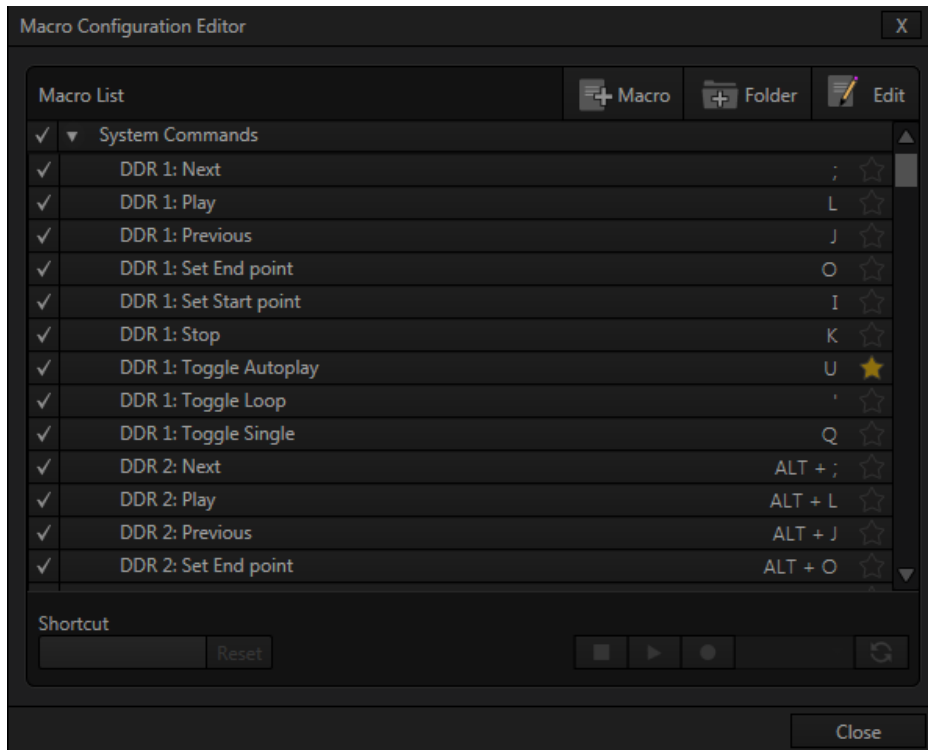 Macro Configuration Editor X
Macro List Macro Folder Edit
System Commands
DDR 1: Next ;
DDR 1: Play L
DDR 1: Previous J
DDR 1: Set End point O
DDR 1: Set Start point I
DDR 1: Stop K
DDR 1: Toggle Autoplay U
DDR 1: Toggle Loop '
DDR 1: Toggle Single Q
DDR 2: Next ALT + ;
DDR 2: Play ALT + L
DDR 2: Previous ALT + J
DDR 2: Set End point ALT + O
Shortcut
Reset
Close